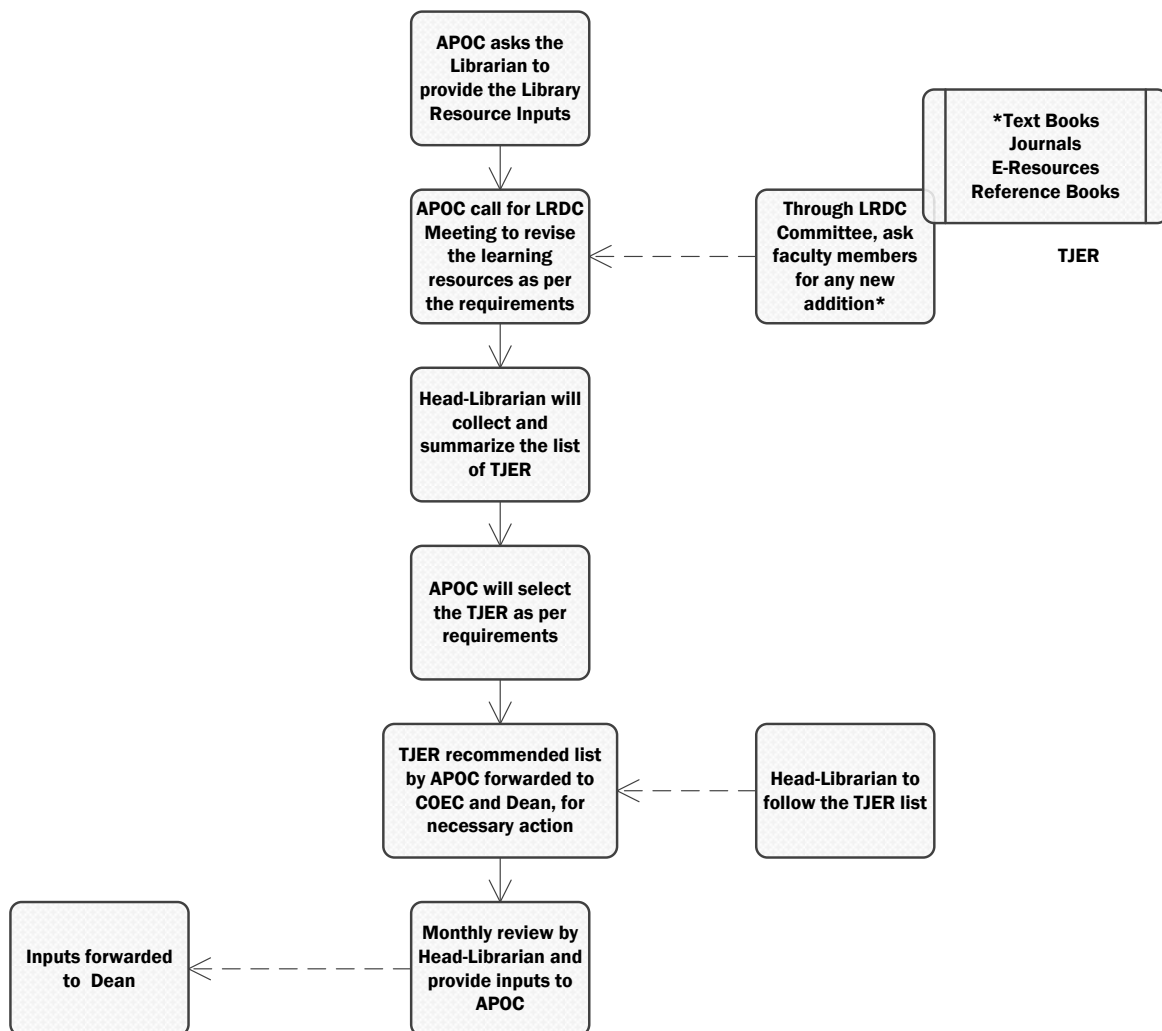 APOC asks the
Librarian to
provide the Library
Resource Inputs
*Text Books
Journals
E-Resources
Reference Books
TJER
APOC call for LRDC
Meeting to revise
the learning
resources as per
the requirements
Through LRDC
Committee, ask
faculty members
for any new
addition*
Head-Librarian will
collect and
summarize the list
of TJER
APOC will select
the TJER as per
requirements
TJER recommended list
by APOC forwarded to
COEC and Dean, for
necessary action
Head-Librarian to
follow the TJER list
Monthly review by
Head-Librarian and
provide inputs to
APOC
Inputs forwarded
to Dean